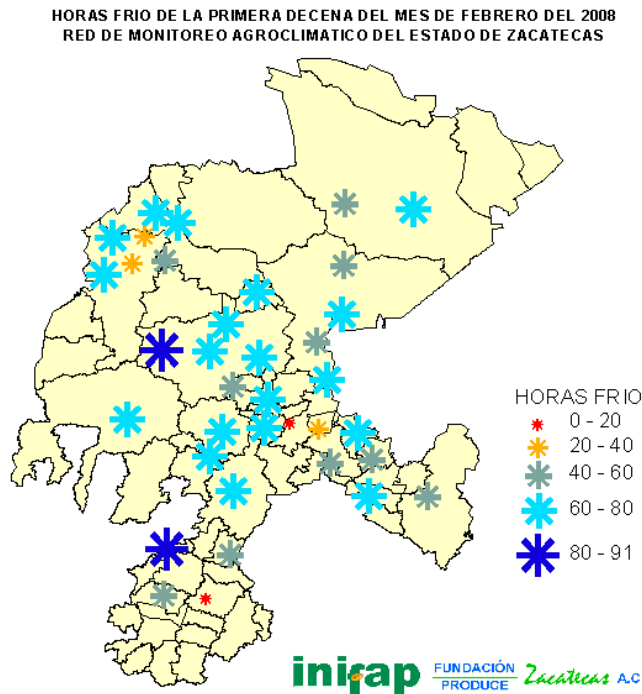 HORAS FRIO DE LA PRIMERA DECENA DEL MES DE FEBRERO DEL 2008
RED DE MONITOREO AGROCLIMATICO DEL ESTADO DE ZACATECAS
HORAS FRIO
0 - 20
20 - 40
40 - 60
60 - 80
80 - 91
inifap FUNDACIÓN PRODUCE Zacatecas A.C.